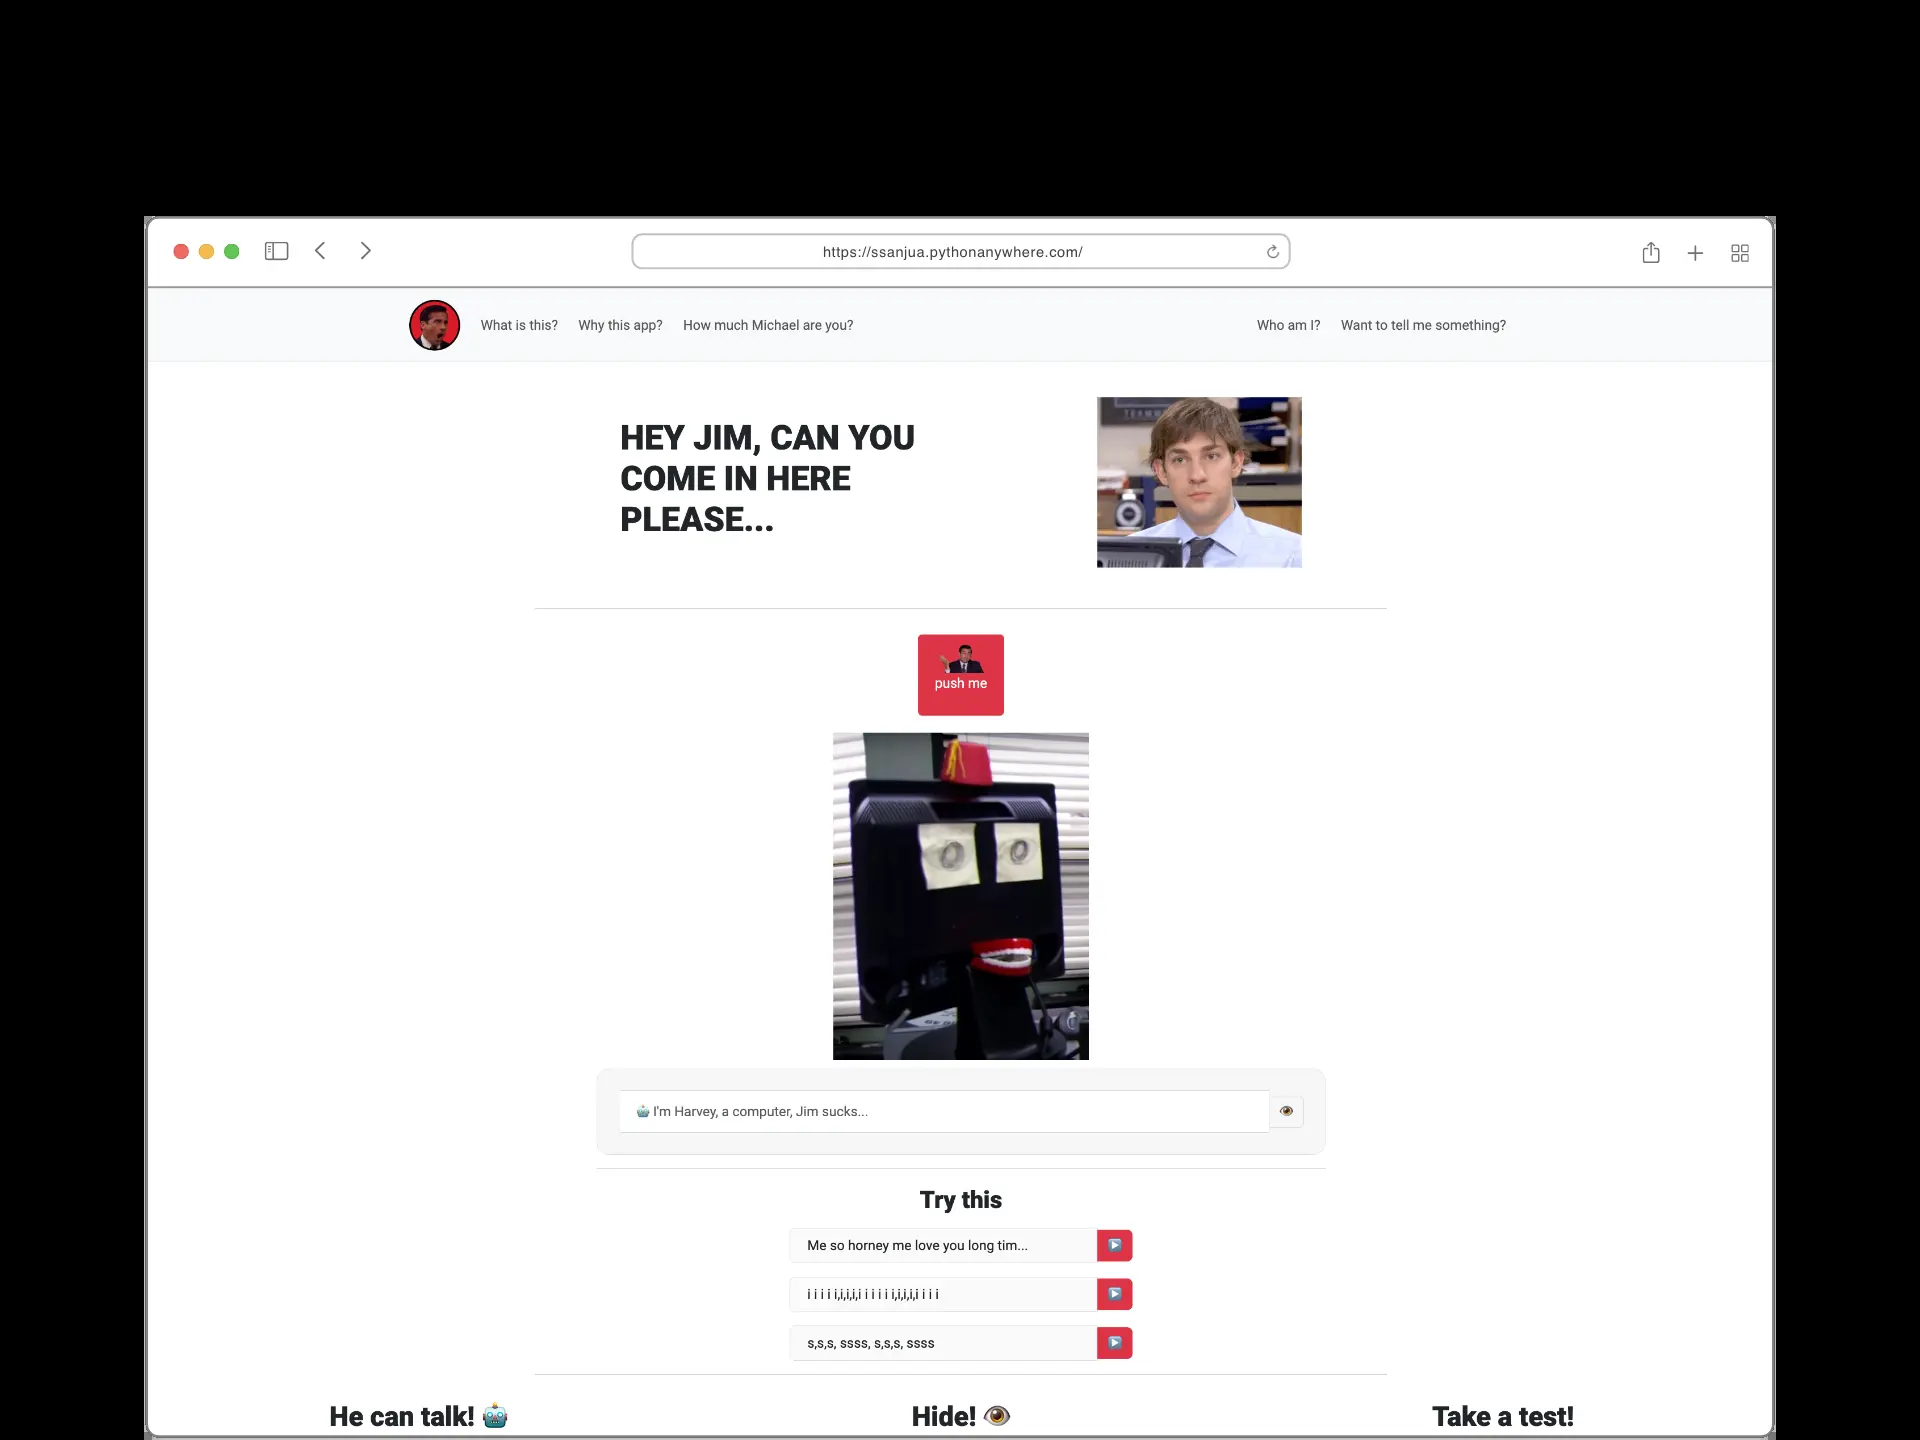 https://ssanjua.pythonanywhere.com/
What is this? Why this app? How much Michael are you? Who am I? Want to tell me something?
HEY JIM, CAN YOU
COME IN HERE
PLEASE...
push me
I'm Harvey, a computer, Jim sucks...
Try this
Me so horney me love you long tim...
i i i i i,i,i,i,i i i i i i,i,i,i,i i i i
s,s,s, ssss, s,s,s, ssss
He can talk! Hide! Take a test!